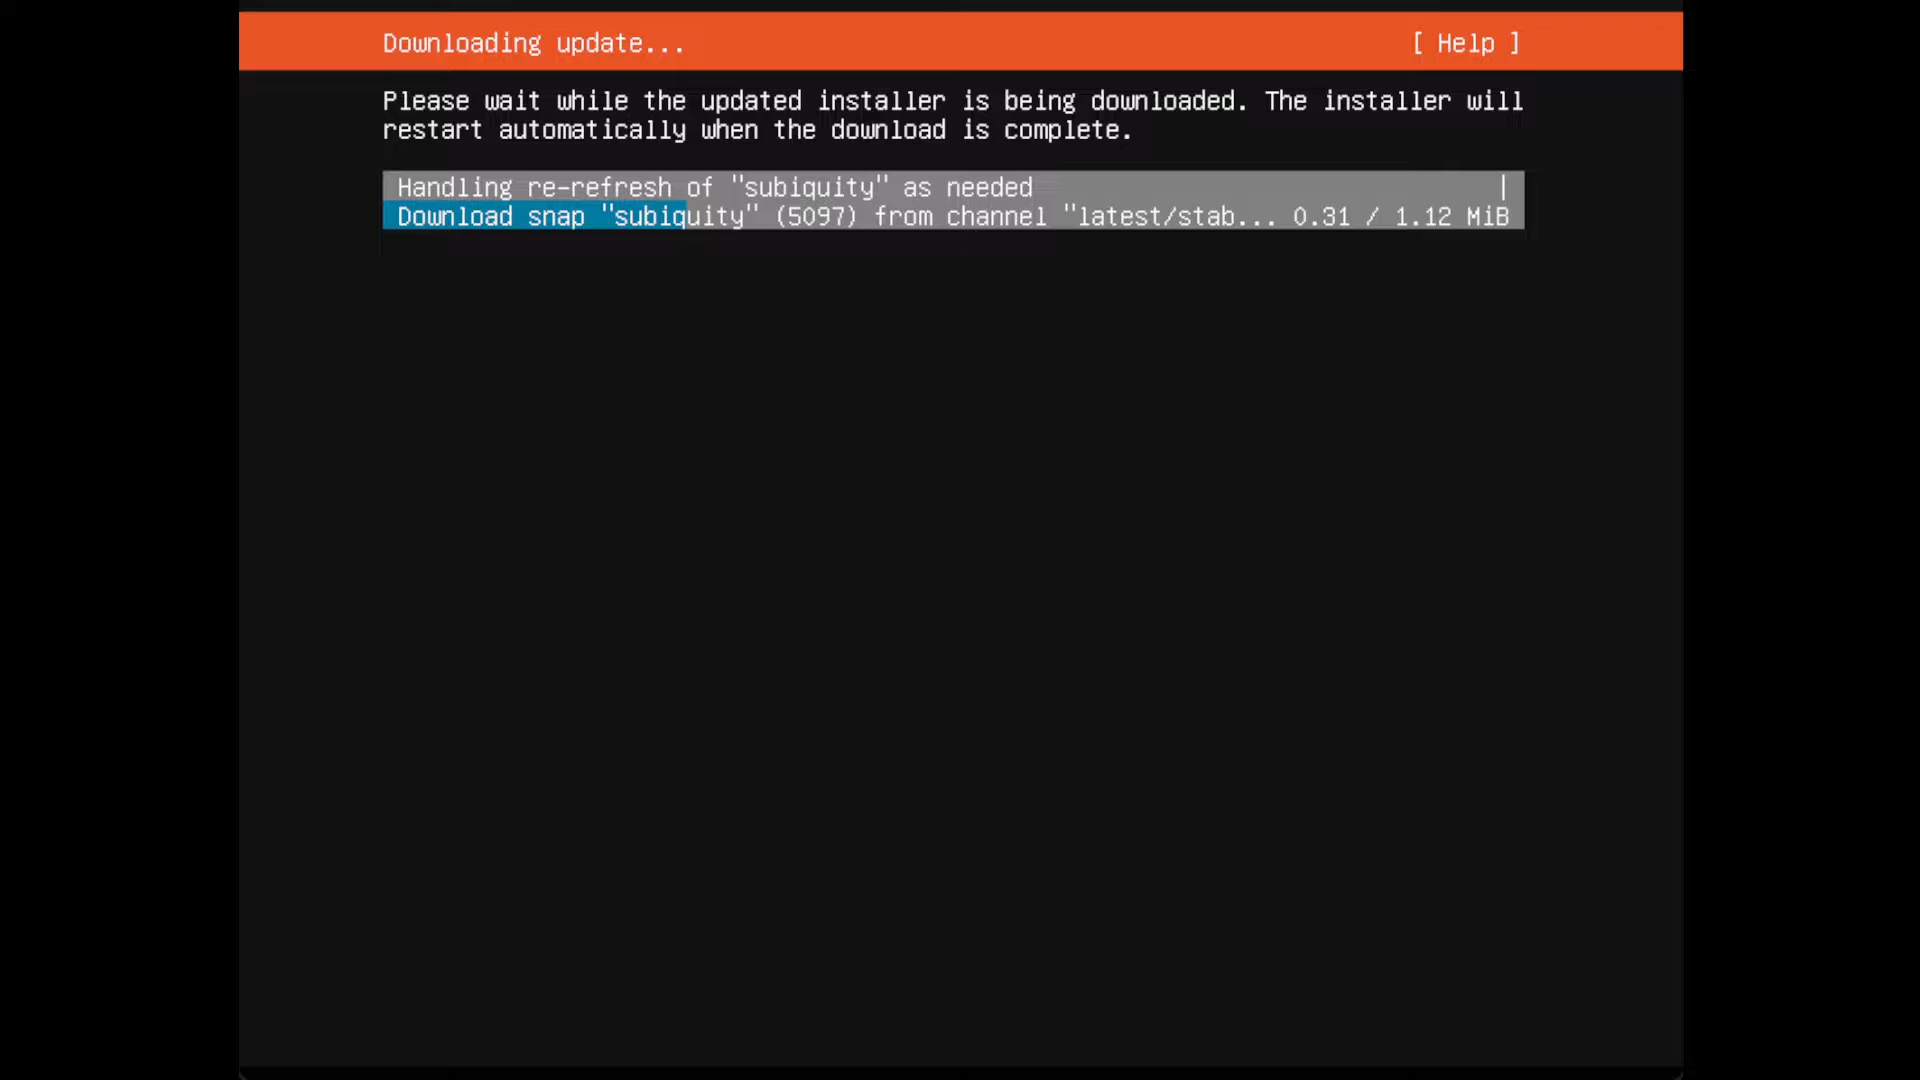 Downloading update... [ Help ]
Please wait while the updated installer is being downloaded. The installer will
restart automatically when the download is complete.
Handling re-refresh of "subiquity" as needed |
Download snap "subiquity" (5097) from channel "latest/stab... 0.31 / 1.12 MiB